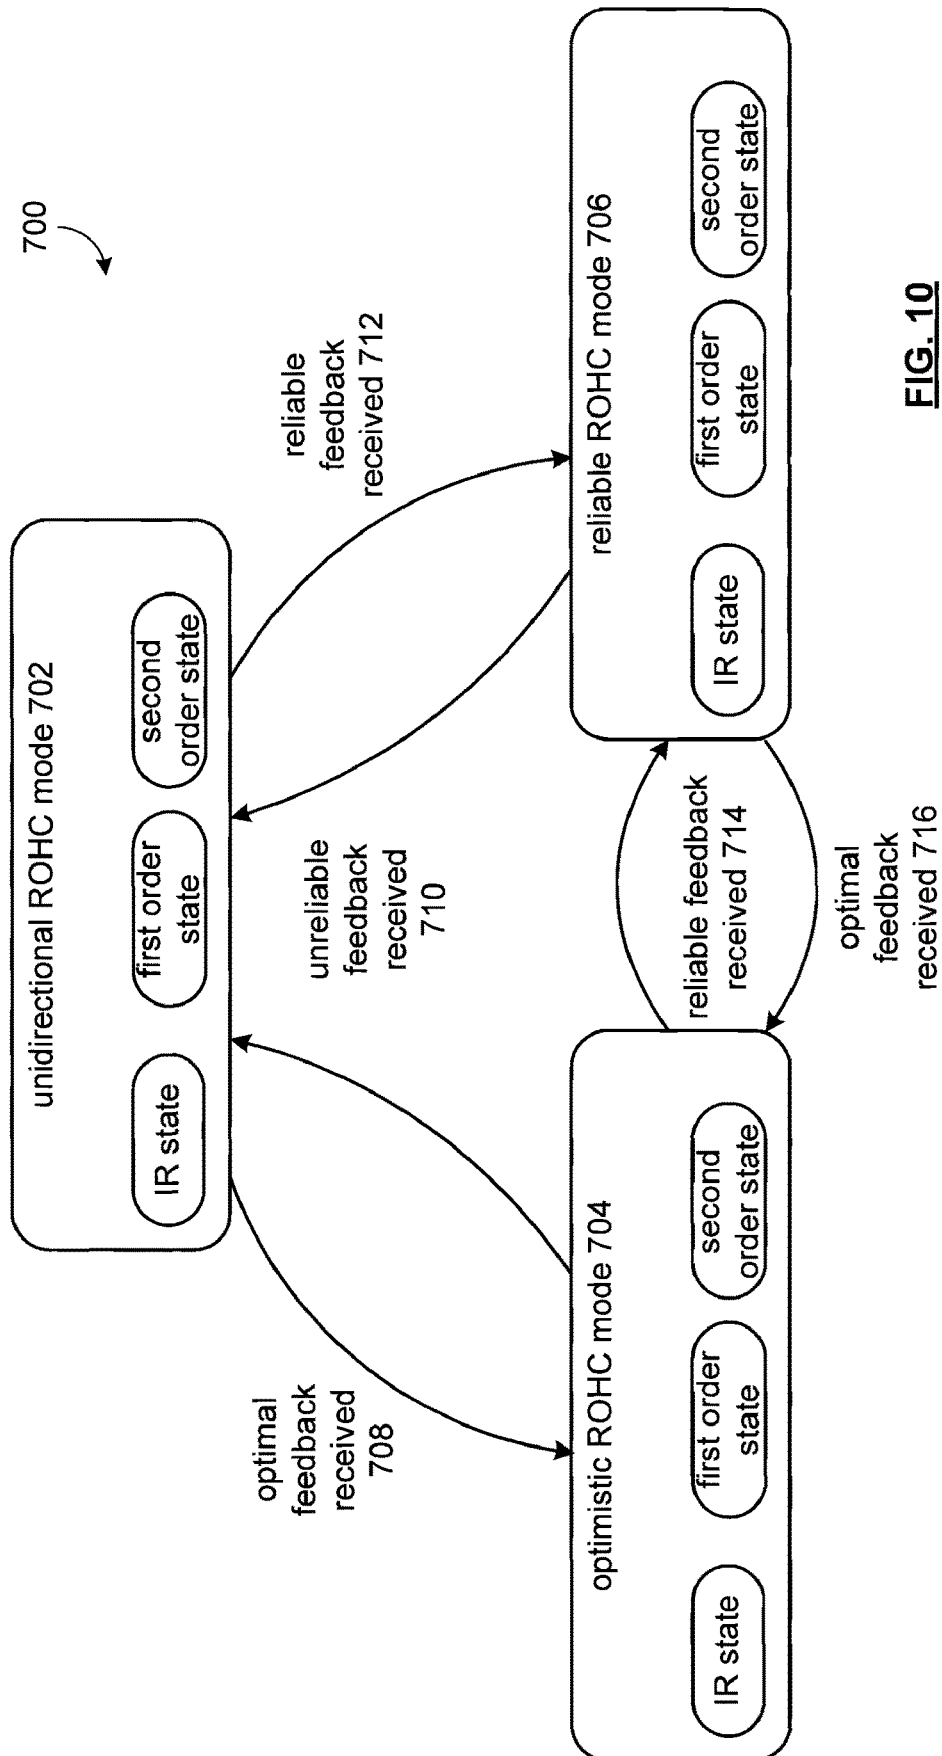 700
unidirectional ROHC mode 702
IR state
first order
state
second
order state
optimal
feedback
received
708
unreliable
feedback
received
710
reliable
feedback
received 712
optimistic ROHC mode 704
IR state
first order
state
second
order state
reliable feedback
received 714
optimal
feedback
received 716
reliable ROHC mode 706
IR state
first order
state
second
order state
FIG. 10